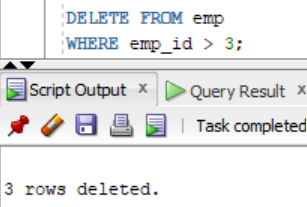 DELETE FROM emp
WHERE emp_id > 3;
Script Output x Query Result x
Task completed
3 rows deleted.